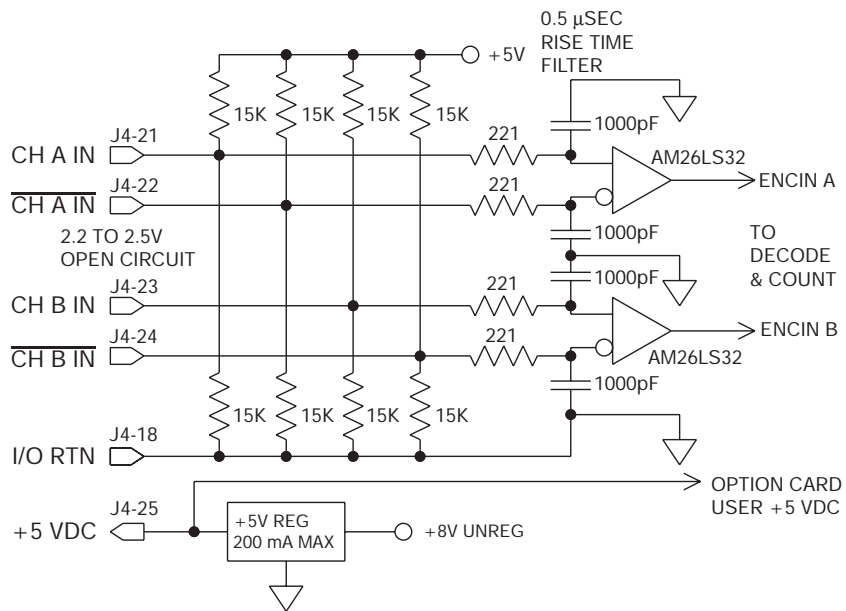 0.5 µSEC
RISE TIME
FILTER
+5V
15K 15K 15K 15K
1000pF
J4-21
CH A IN
221
AM26LS32
ENCIN A
J4-22
CH A IN
221
1000pF
2.2 TO 2.5V
OPEN CIRCUIT
TO
DECODE
& COUNT
1000pF
J4-23
CH B IN
221
J4-24
CH B IN
221
ENCIN B
AM26LS32
1000pF
15K 15K 15K 15K
J4-18
I/O RTN
OPTION CARD
USER +5 VDC
J4-25
+5 VDC
+5V REG
200 mA MAX
+8V UNREG